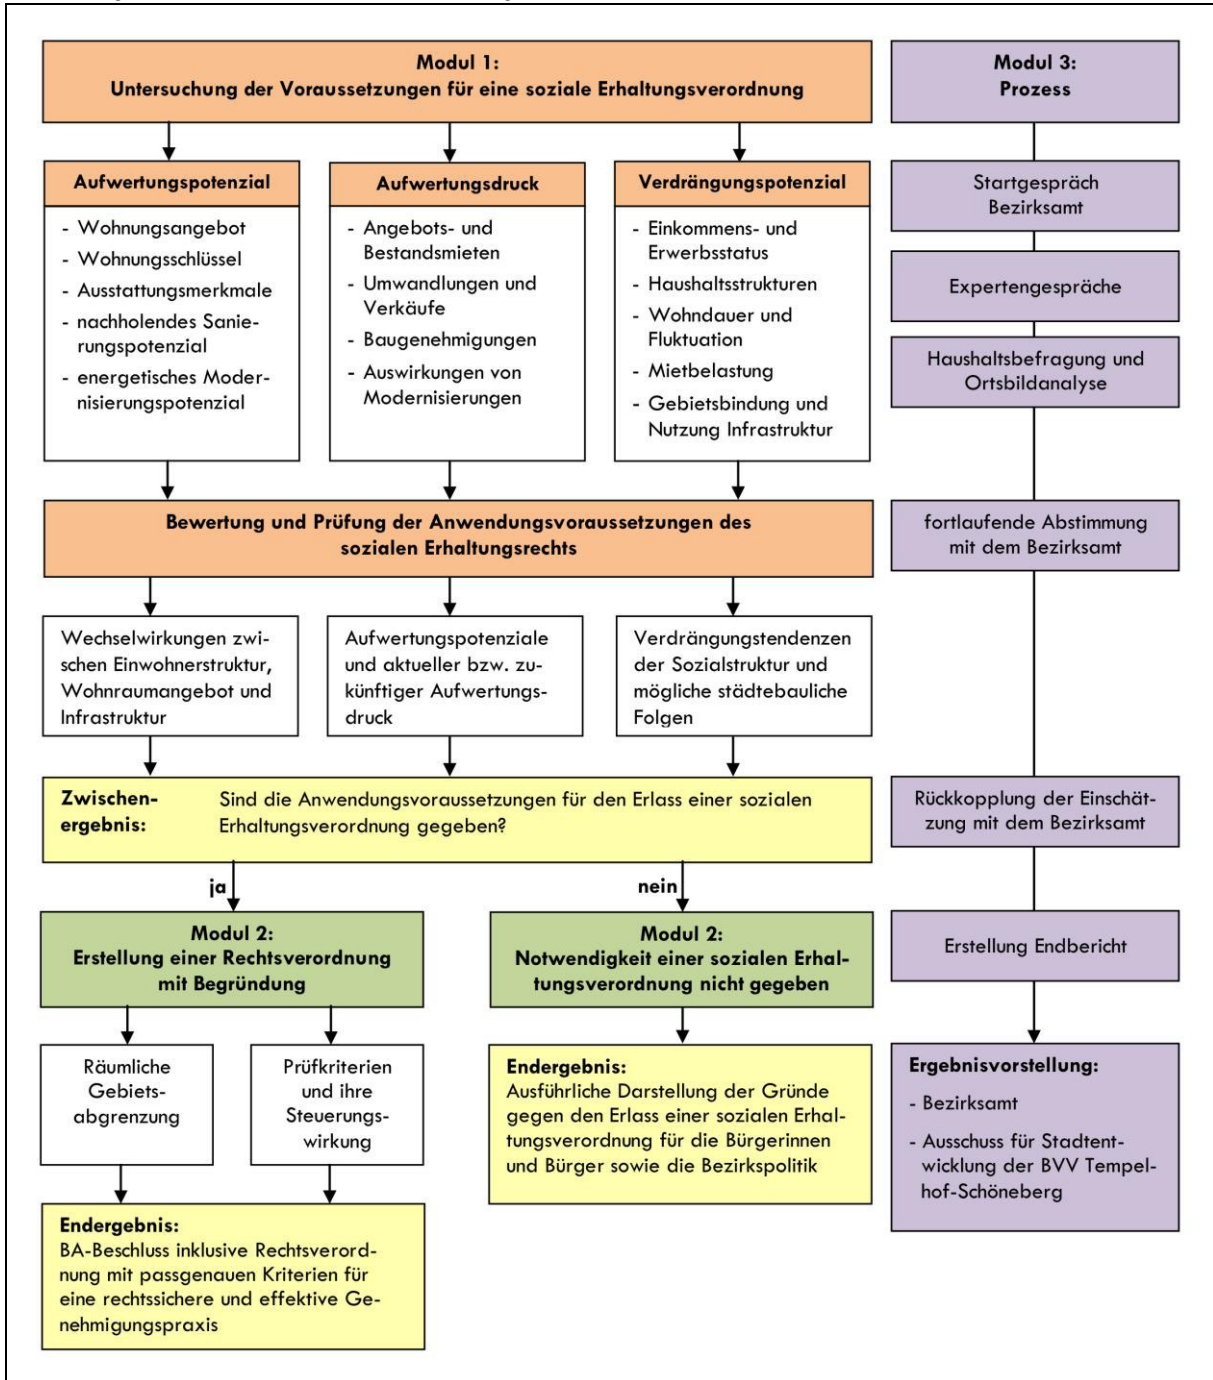 Modul 1:
Untersuchung der Voraussetzungen für eine soziale Erhaltungsverordnung
Aufwertungspotenzial
- Wohnungsangebot
- Wohnungsschlüssel
- Ausstattungsmerkmale
- nachholendes Sanie-
rungspotenzial
- energetisches Moder-
nisierungspotenzial
Aufwertungsdruck
- Angebots- und
Bestandsmieten
- Umwandlungen und
Verkäufe
- Baugenehmigungen
- Auswirkungen von
Modernisierungen
Verdrängungspotenzial
- Einkommens- und
Erwerbsstatus
- Haushaltsstrukturen
- Wohndauer und
Fluktuation
- Mietbelastung
- Gebietsbindung und
Nutzung Infrastruktur
Bewertung und Prüfung der Anwendungsvoraussetzungen des
sozialen Erhaltungsrechts
Wechselwirkungen zwi-
schen Einwohnerstruktur,
Wohnraumangebot und
Infrastruktur
Aufwertungspotenziale
und aktueller bzw. zu-
künftiger Aufwertungs-
druck
Verdrängungstendenzen
der Sozialstruktur und
mögliche städtebauliche
Folgen
Zwischen-
ergebnis:
Sind die Anwendungsvoraussetzungen für den Erlass einer sozialen
Erhaltungsverordnung gegeben?
ja
nein
Modul 2:
Erstellung einer Rechtsverordnung
mit Begründung
Modul 2:
Notwendigkeit einer sozialen Erhal-
tungsverordnung nicht gegeben
Räumliche
Gebiets-
abgrenzung
Prüfkriterien
und ihre
Steuerungs-
wirkung
Endergebnis:
Ausführliche Darstellung der Gründe
gegen den Erlass einer sozialen Erhal-
tungsverordnung für die Bürgerinnen
und Bürger sowie die Bezirkspolitik
Endergebnis:
BA-Beschluss inklusive Rechtsverord-
nung mit passgenauen Kriterien für
eine rechtssichere und effektive Ge-
nehmigungspraxis
Modul 3:
Prozess
Startgespräch
Bezirksamt
Expertengespräche
Haushaltsbefragung und
Ortsbildanalyse
fortlaufende Abstimmung
mit dem Bezirksamt
Rückkopplung der Einschät-
zung mit dem Bezirksamt
Erstellung Endbericht
Ergebnisvorstellung:
- Bezirksamt
- Ausschuss für Stadtent-
wicklung der BVV Tempel-
hof-Schöneberg